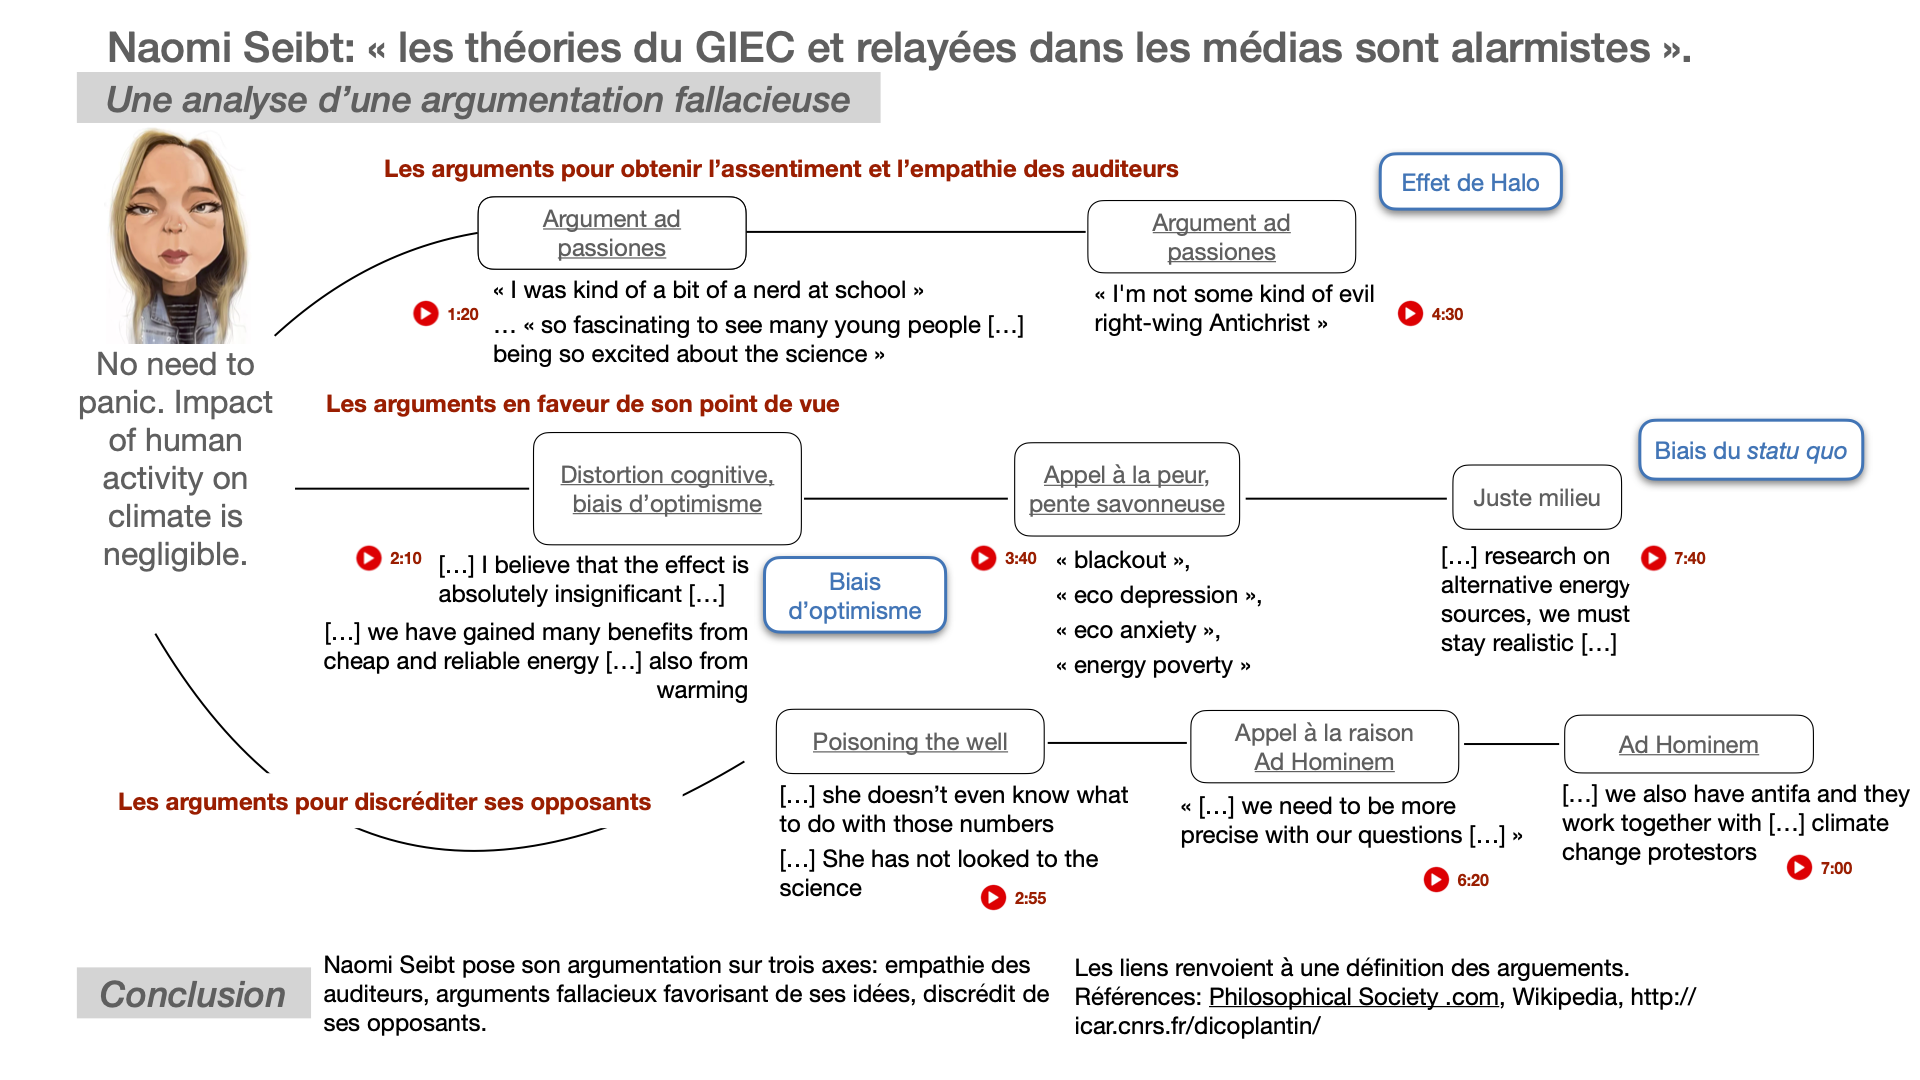 Naomi Seibt: « les théories du GIEC et relayées dans les médias sont alarmistes ».
Une analyse d’une argumentation fallacieuse
Les arguments pour obtenir l’assentiment et l’empathie des auditeurs
Effet de Halo
Argument ad
passiones
Argument ad
passiones
1:20
« I was kind of a bit of a nerd at school »
… « so fascinating to see many young people […]
being so excited about the science »
« I'm not some kind of evil
right-wing Antichrist »
4:30
No need to
panic. Impact
of human
activity on
climate is
negligible.
Les arguments en faveur de son point de vue
Biais du statu quo
Distortion cognitive,
biais d’optimisme
Appel à la peur,
pente savonneuse
Juste milieu
2:10
[…] I believe that the effect is
absolutely insignificant […]
[…] we have gained many benefits from
cheap and reliable energy […] also from
warming
Biais
d’optimisme
3:40
« blackout »,
« eco depression »,
« eco anxiety »,
« energy poverty »
[…] research on
alternative energy
sources, we must
stay realistic […]
7:40
Les arguments pour discréditer ses opposants
Poisoning the well
Appel à la raison
Ad Hominem
Ad Hominem
[…] she doesn’t even know what
to do with those numbers
[…] She has not looked to the
science
2:55
« […] we need to be more
precise with our questions […] »
6:20
[…] we also have antifa and they
work together with […] climate
change protestors
7:00
Conclusion
Naomi Seibt pose son argumentation sur trois axes: empathie des
auditeurs, arguments fallacieux favorisant de ses idées, discrédit de
ses opposants.
Les liens renvoient à une définition des arguements.
Références: Philosophical Society .com, Wikipedia, http://
icar.cnrs.fr/dicoplantin/